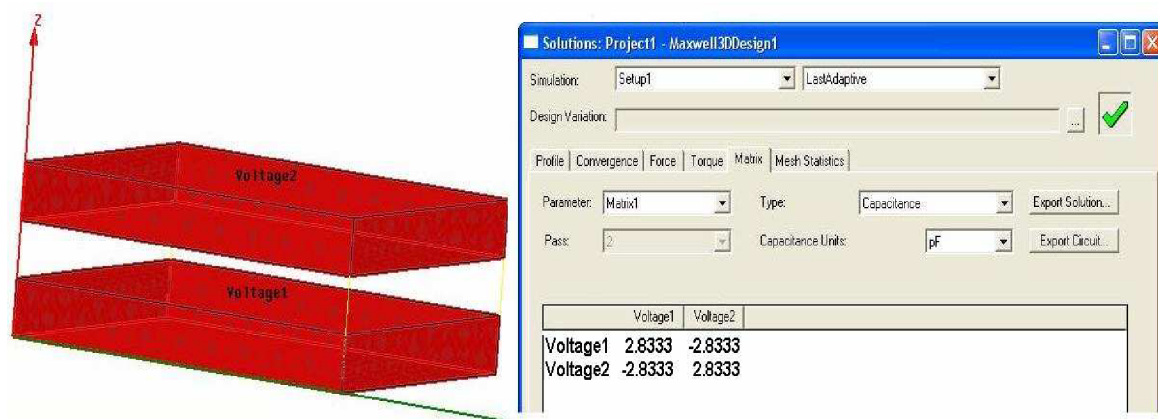 Z
Voltage2
Voltage1
Solutions: Project1 - Maxwell3DDesign1
Simulation: Setup1 LastAdaptive
Design Variation: ...
Profile Convergence Force Torque Matrix Mesh Statistics
Parameter: Matrix1 Type: Capacitance Export Solution...
Pass: 2 Capacitance Units: pF Export Circuit...
Voltage1 Voltage2
Voltage1 2.8333 -2.8333
Voltage2 -2.8333 2.8333